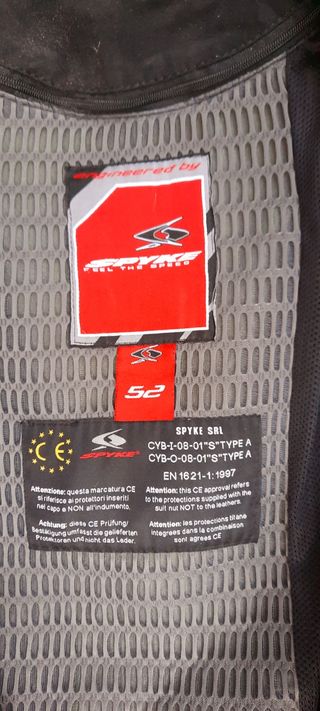 engineered by
SPYKE
FEEL THE SPEED
52
CE
SPYKE
SPYKE SRL
CYB-I-08-01"S"TYPE A
CYB-O-08-01"S"TYPE A
EN 1621-1:1997
Attenzione: questa marcatura CE
si riferisce ai protettori inseriti
nel capo e NON all'indumento.
Attention: this CE approval refers
to the protections supplied with the
suit nut NOT to the leathers.
Achtung: diese CE Prüfung/
Bestätigung umfasst die gelieferten
Protektoren und nicht das Leder.
Attention: les protections titane
integrees dans la combinaison
sont agrees CE